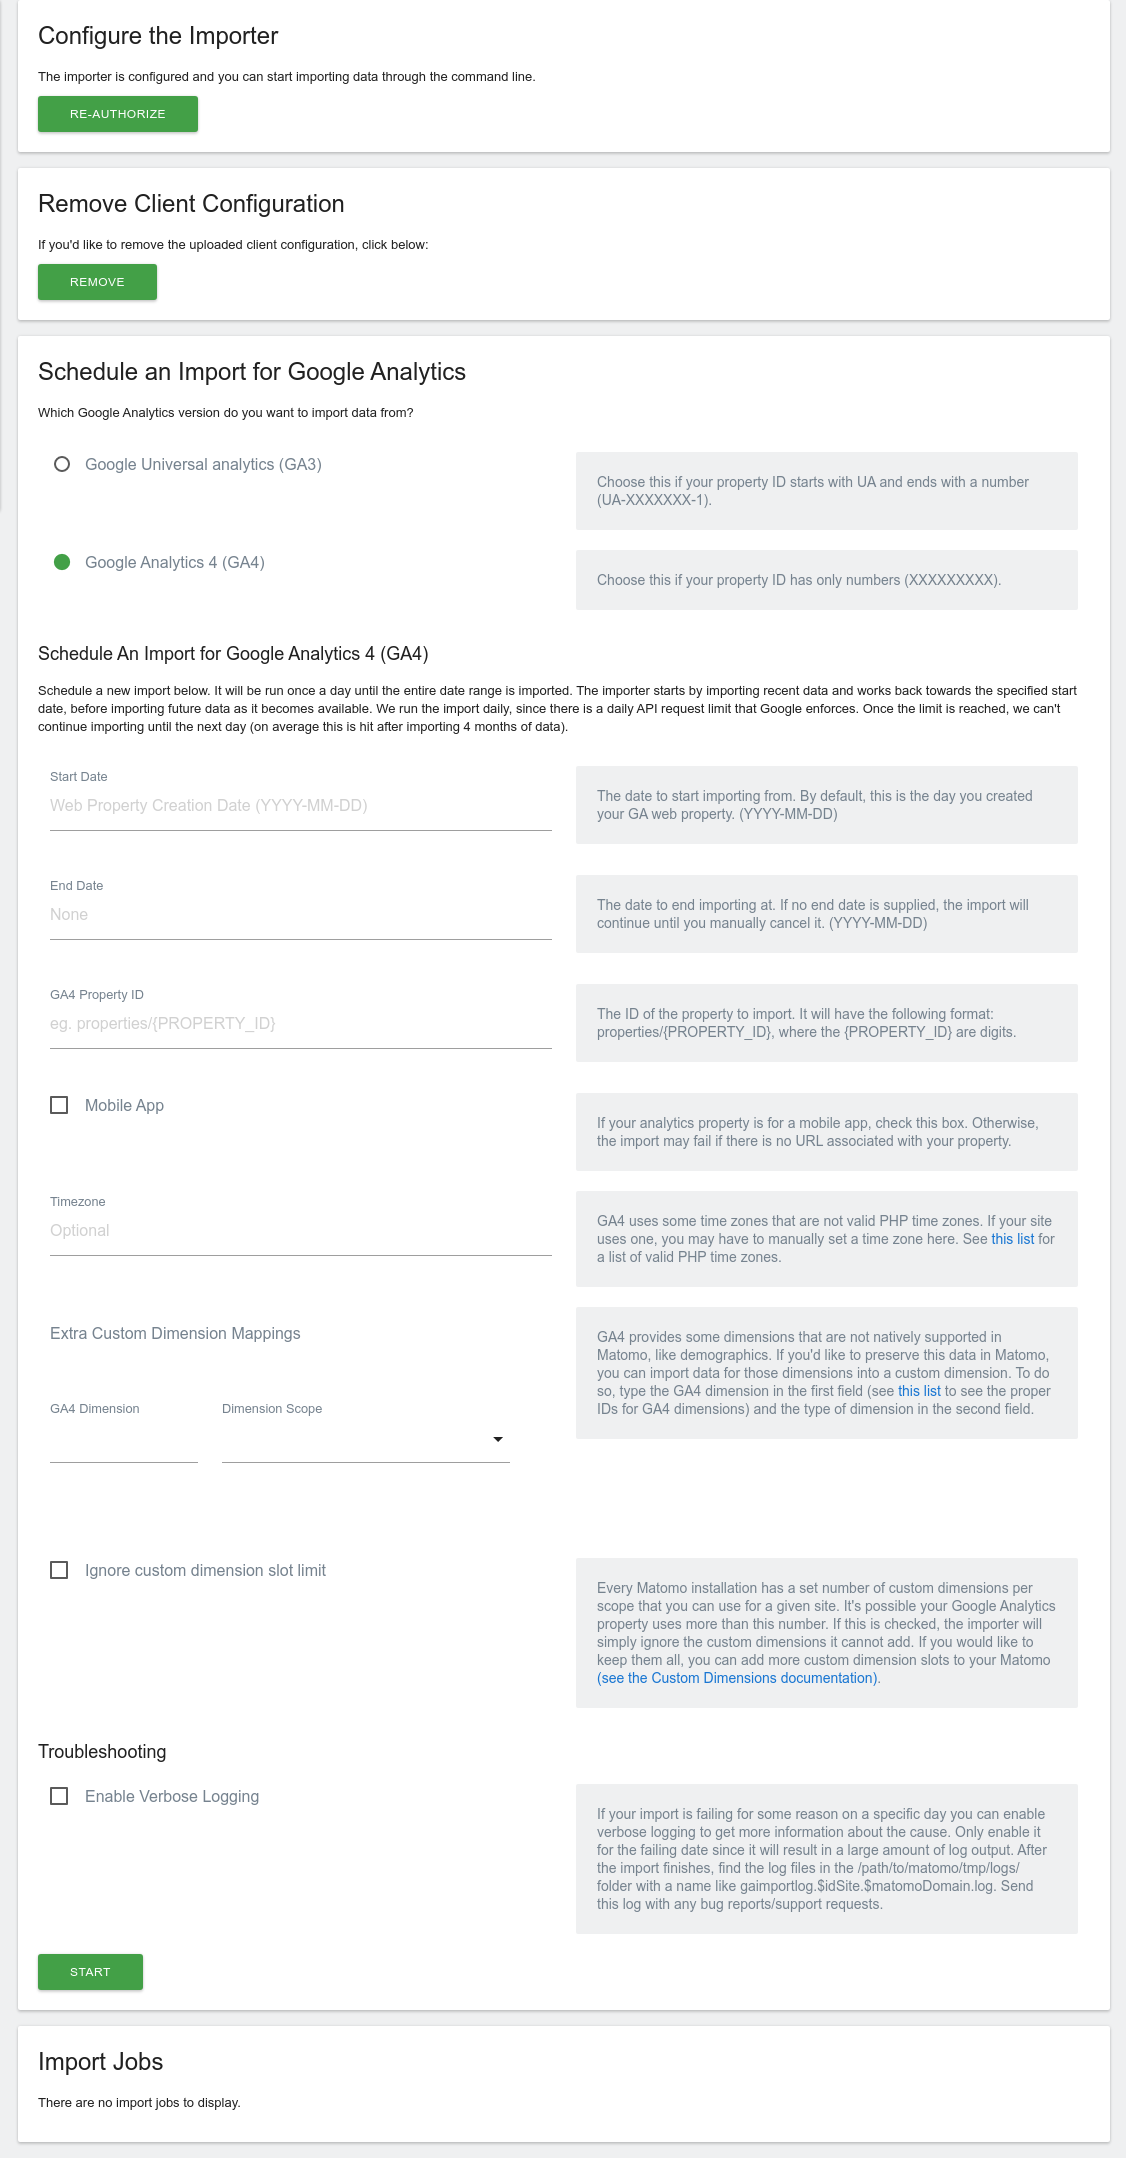 Configure the Importer
The importer is configured and you can start importing data through the command line.
RE-AUTHORIZE
Remove Client Configuration
If you'd like to remove the uploaded client configuration, click below:
REMOVE
Schedule an Import for Google Analytics
Which Google Analytics version do you want to import data from?
Google Universal analytics (GA3)
Choose this if your property ID starts with UA and ends with a number
(UA-XXXXXXX-1).
Google Analytics 4 (GA4)
Choose this if your property ID has only numbers (XXXXXXXXX).
Schedule An Import for Google Analytics 4 (GA4)
Schedule a new import below. It will be run once a day until the entire date range is imported. The importer starts by importing recent data and works back towards the specified start
date, before importing future data as it becomes available. We run the import daily, since there is a daily API request limit that Google enforces. Once the limit is reached, we can't
continue importing until the next day (on average this is hit after importing 4 months of data).
Start Date
Web Property Creation Date (YYYY-MM-DD)
The date to start importing from. By default, this is the day you created
your GA web property. (YYYY-MM-DD)
End Date
None
The date to end importing at. If no end date is supplied, the import will
continue until you manually cancel it. (YYYY-MM-DD)
GA4 Property ID
eg. properties/{PROPERTY_ID}
The ID of the property to import. It will have the following format:
properties/{PROPERTY_ID}, where the {PROPERTY_ID} are digits.
Mobile App
If your analytics property is for a mobile app, check this box. Otherwise,
the import may fail if there is no URL associated with your property.
Timezone
Optional
GA4 uses some time zones that are not valid PHP time zones. If your site
uses one, you may have to manually set a time zone here. See this list for
a list of valid PHP time zones.
Extra Custom Dimension Mappings
GA4 Dimension
Dimension Scope
GA4 provides some dimensions that are not natively supported in
Matomo, like demographics. If you'd like to preserve this data in Matomo,
you can import data for those dimensions into a custom dimension. To do
so, type the GA4 dimension in the first field (see this list to see the proper
IDs for GA4 dimensions) and the type of dimension in the second field.
Ignore custom dimension slot limit
Every Matomo installation has a set number of custom dimensions per
scope that you can use for a given site. It's possible your Google Analytics
property uses more than this number. If this is checked, the importer will
simply ignore the custom dimensions it cannot add. If you would like to
keep them all, you can add more custom dimension slots to your Matomo
(see the Custom Dimensions documentation).
Troubleshooting
Enable Verbose Logging
If your import is failing for some reason on a specific day you can enable
verbose logging to get more information about the cause. Only enable it
for the failing date since it will result in a large amount of log output. After
the import finishes, find the log files in the /path/to/matomo/tmp/logs/
folder with a name like gaimportlog.$idSite.$matomoDomain.log. Send
this log with any bug reports/support requests.
START
Import Jobs
There are no import jobs to display.